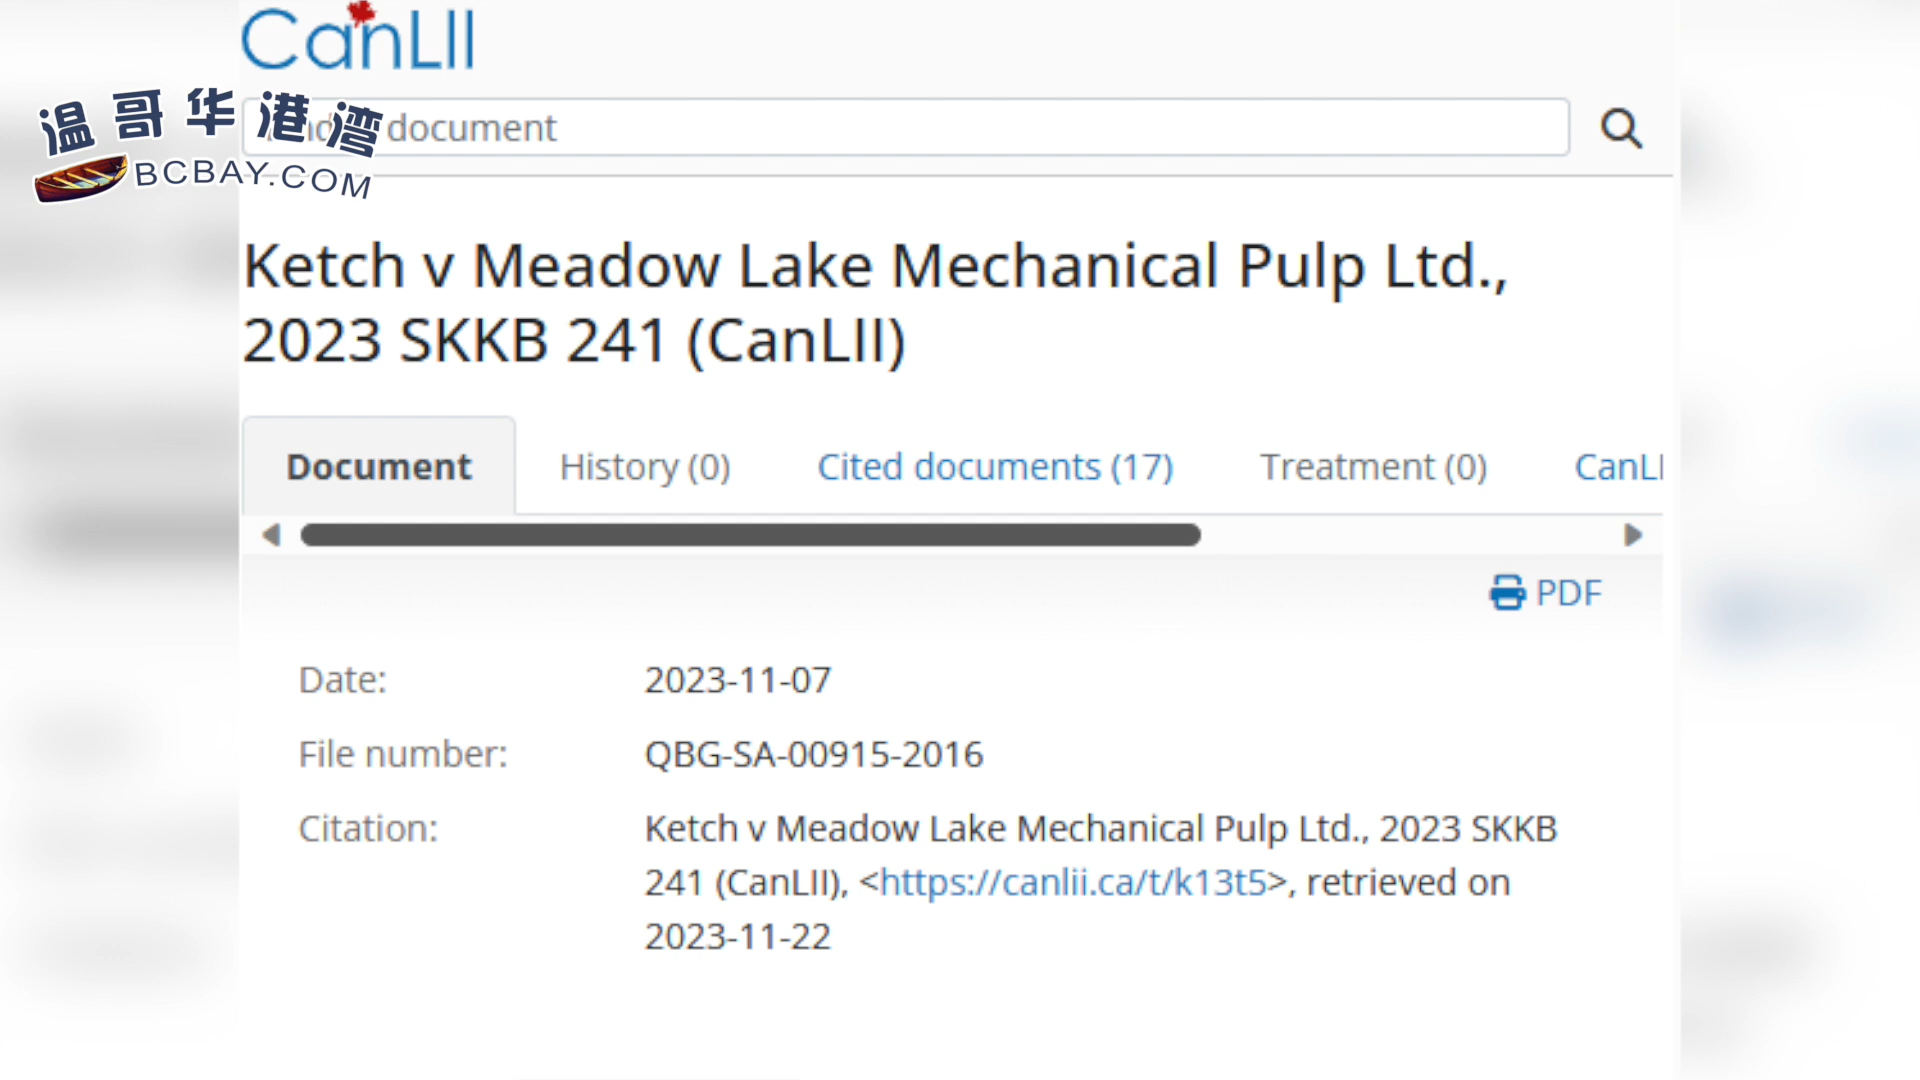 CanLII
温哥华港湾
document
BCBAY.COM
Ketch v Meadow Lake Mechanical Pulp Ltd.,
2023 SKKB 241 (CanLII)
Document History (0) Cited documents (17) Treatment (0) CanLI
PDF
Date: 2023-11-07
File number: QBG-SA-00915-2016
Citation: Ketch v Meadow Lake Mechanical Pulp Ltd., 2023 SKKB
241 (CanLII), <https://canlii.ca/t/k13t5>, retrieved on
2023-11-22